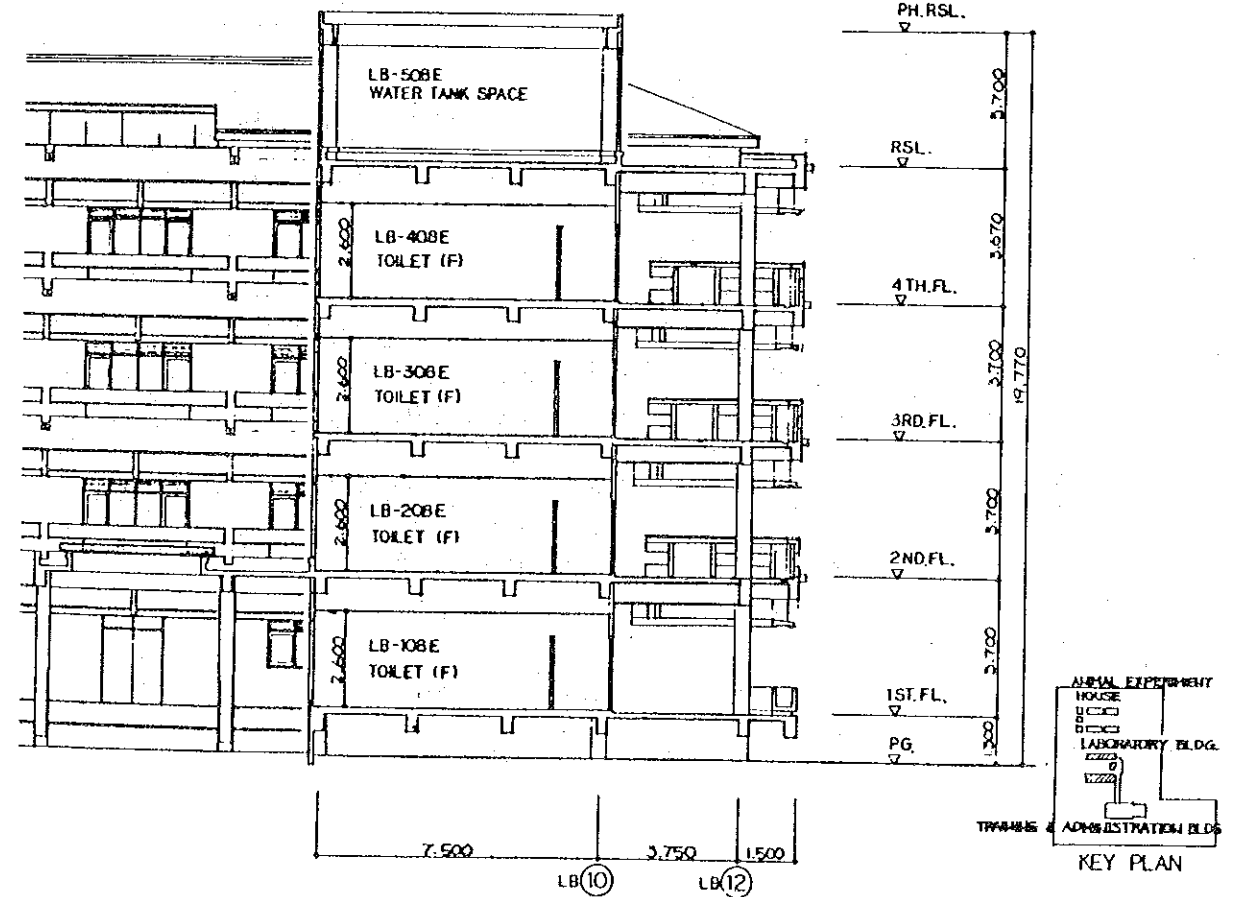 PH.RSL.
LB-508E
WATER TANK SPACE
3.700
RSL.
2.600
LB-408E
TOILET (F)
3.670
4TH.FL.
2.600
LB-308E
TOILET (F)
3.700
19.770
3RD.FL.
2.600
LB-208E
TOILET (F)
3.700
2ND.FL.
2.600
LB-108E
TOILET (F)
3.700
1ST.FL.
1.300
PG.
ANIMAL EXPERIMENT
HOUSE
LABORATORY BLDG.
TRAINING & ADMINISTRATION BLDS
KEY PLAN
7.500
3.750
1.500
LB 10
LB 12